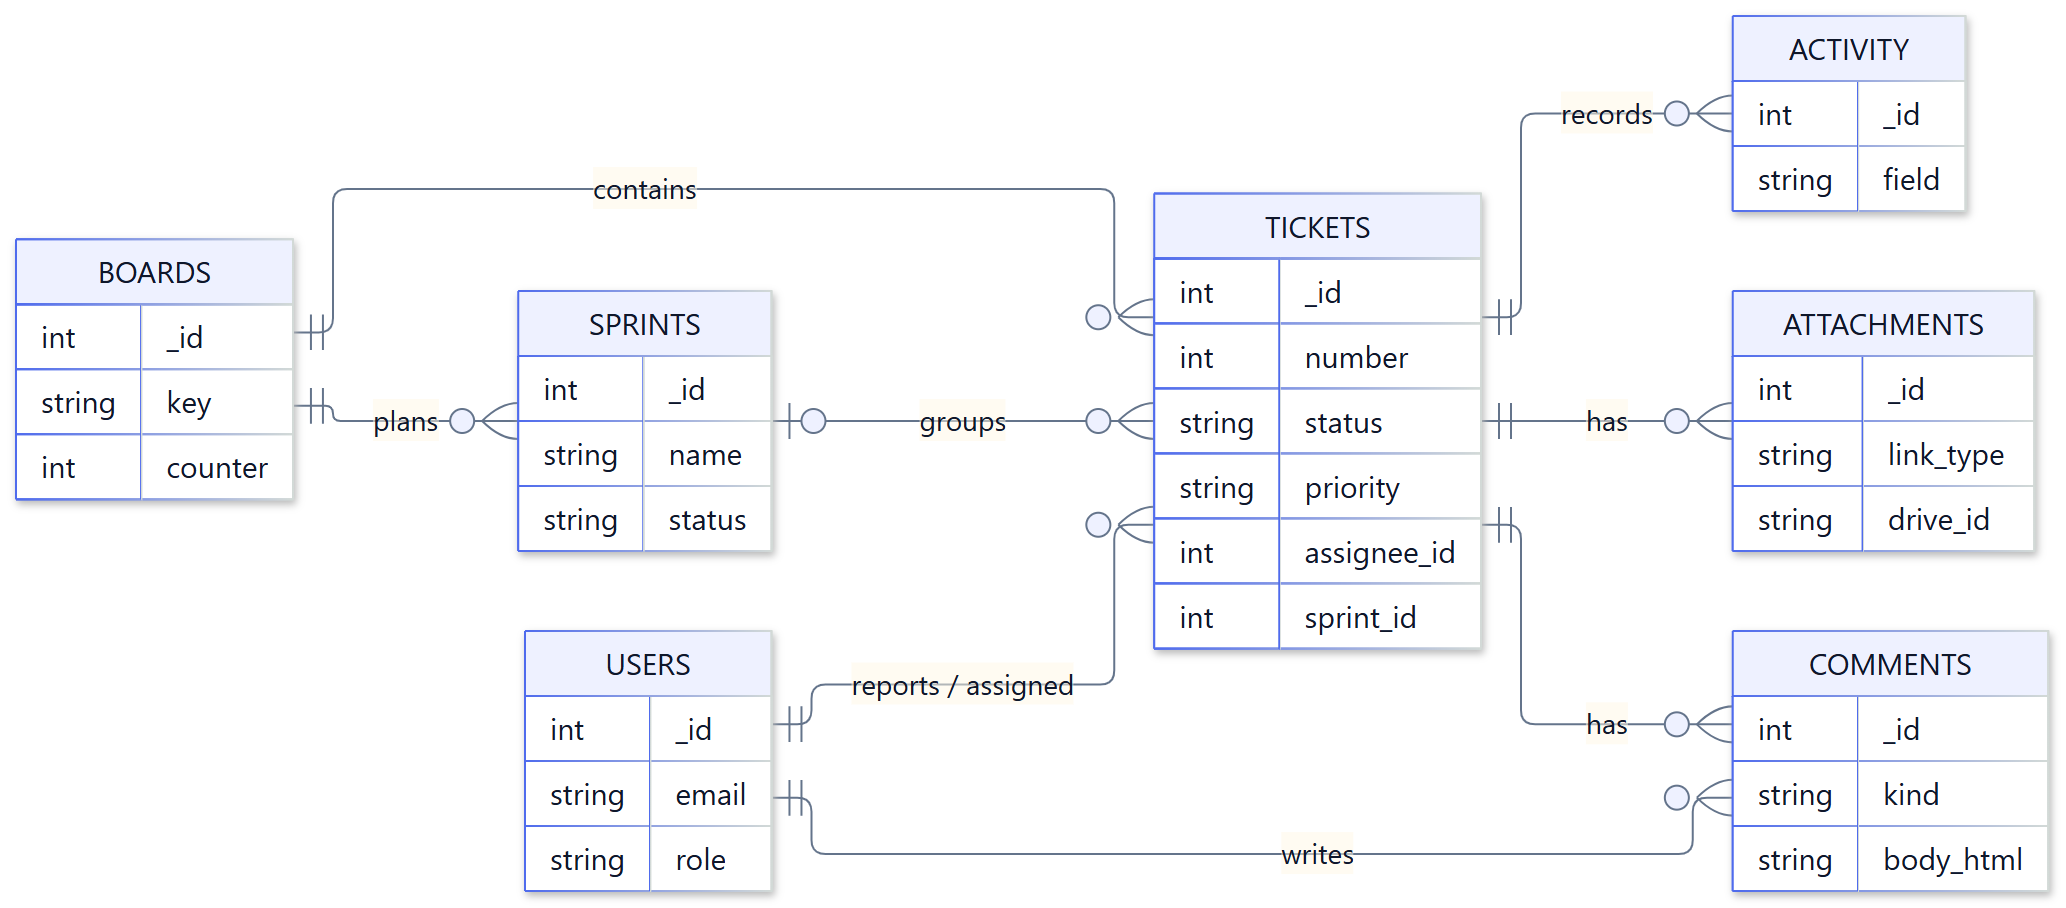 ACTIVITY
int _id
string field
records
contains
BOARDS
int _id
string key
int counter
plans
SPRINTS
int _id
string name
string status
groups
TICKETS
int _id
int number
string status
string priority
int assignee_id
int sprint_id
has
ATTACHMENTS
int _id
string link_type
string drive_id
USERS
int _id
string email
string role
reports / assigned
writes
has
COMMENTS
int _id
string kind
string body_html